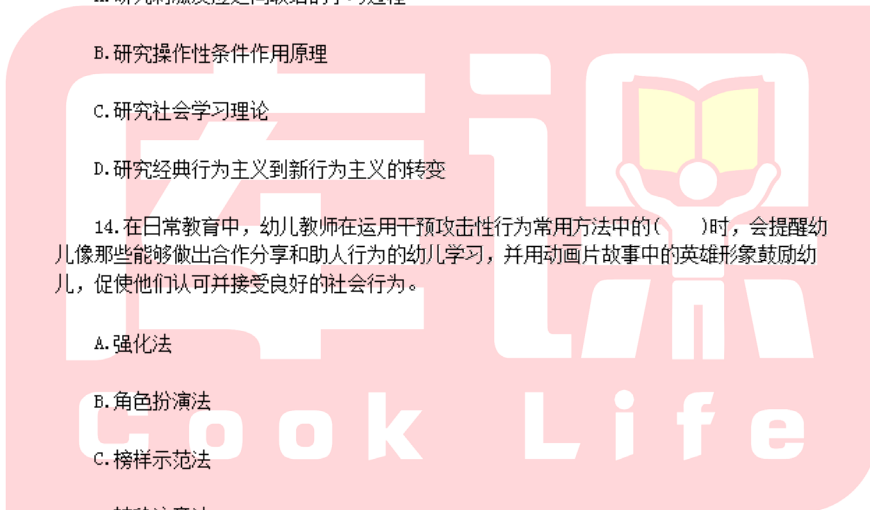 B.研究操作性条件作用原理
C.研究社会学习理论
D.研究经典行为主义到新行为主义的转变
14.在日常教育中，幼儿教师在运用干预攻击性行为常用方法中的(　　)时，会提醒幼
儿像那些能够做出合作分享和助人行为的幼儿学习，并用动画片故事中的英雄形象鼓励幼
儿，促使他们认可并接受良好的社会行为。
A.强化法
B.角色扮演法
C.榜样示范法
库课
Cook Life